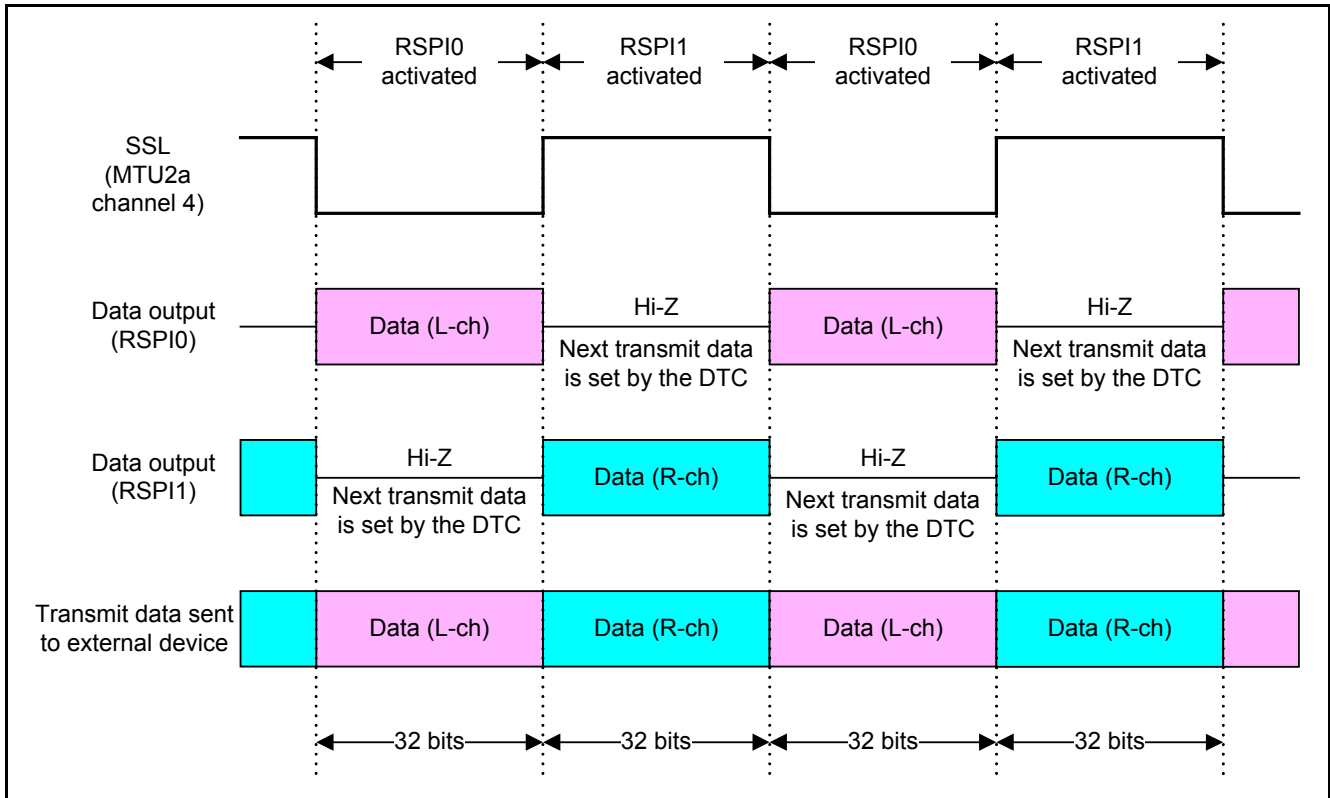 RSPI0
activated
RSPI1
activated
RSPI0
activated
RSPI1
activated
SSL
(MTU2a
channel 4)
Data output
(RSPI0)
Data (L-ch)
Hi-Z
Next transmit data
is set by the DTC
Data (L-ch)
Hi-Z
Next transmit data
is set by the DTC
Data output
(RSPI1)
Hi-Z
Next transmit data
is set by the DTC
Data (R-ch)
Hi-Z
Next transmit data
is set by the DTC
Data (R-ch)
Transmit data sent
to external device
Data (L-ch)
Data (R-ch)
Data (L-ch)
Data (R-ch)
32 bits
32 bits
32 bits
32 bits